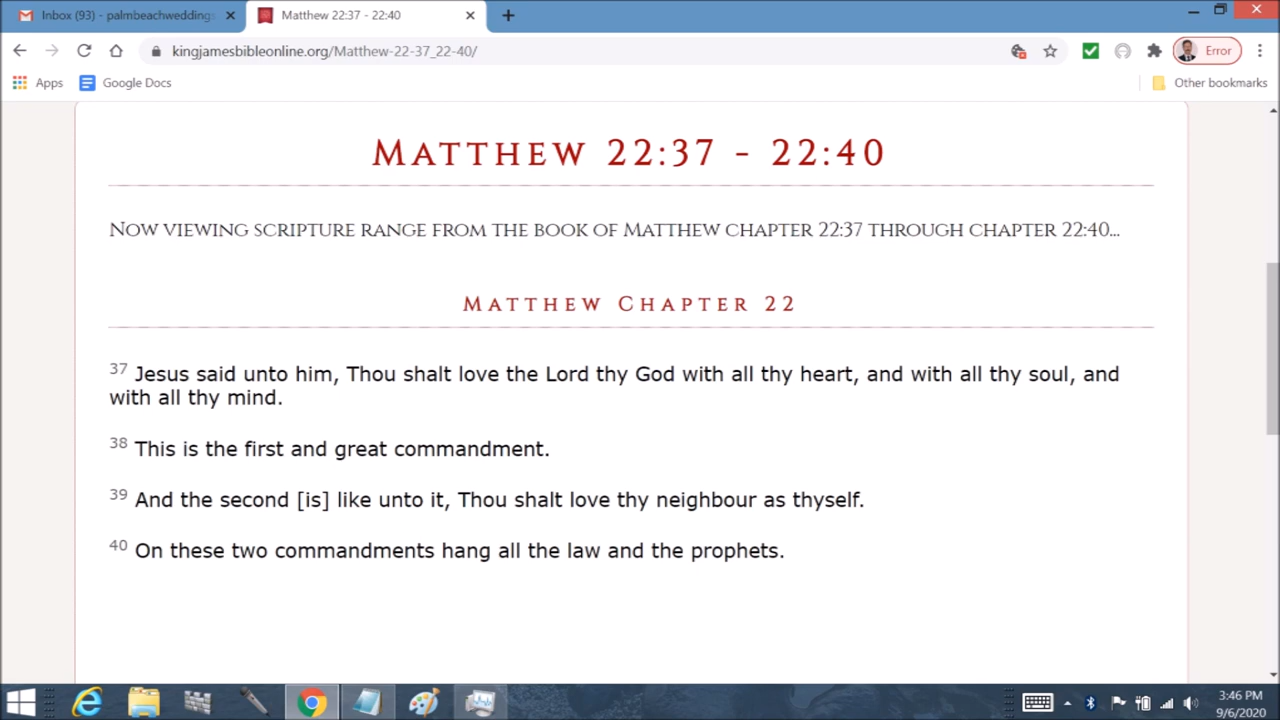 Inbox (93) - palmbeachwedding
Matthew 22:37 - 22:40
kingjamesbibleonline.org/Matthew-22-37_22-40/
Error
Apps
Google Docs
Other bookmarks
Matthew 22:37 - 22:40
Now viewing scripture range from the book of Matthew chapter 22:37 through chapter 22:40...
Matthew Chapter 22
37 Jesus said unto him, Thou shalt love the Lord thy God with all thy heart, and with all thy soul, and
with all thy mind.
38 This is the first and great commandment.
39 And the second [is] like unto it, Thou shalt love thy neighbour as thyself.
40 On these two commandments hang all the law and the prophets.
3:46 PM
9/6/2020